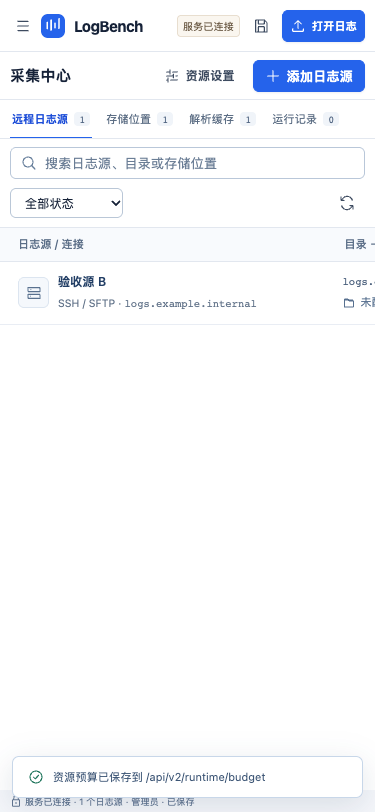 LogBench
服务已连接
打开日志
采集中心
资源设置
添加日志源
远程日志源 1
存储位置 1
解析缓存 1
运行记录 0
搜索日志源、目录或存储位置
全部状态
日志源 / 连接
目录
验收源 B
logs.
SSH / SFTP · logs.example.internal
未
资源预算已保存到 /api/v2/runtime/budget
服务已连接 · 1 个日志源 · 管理员 · 已保存